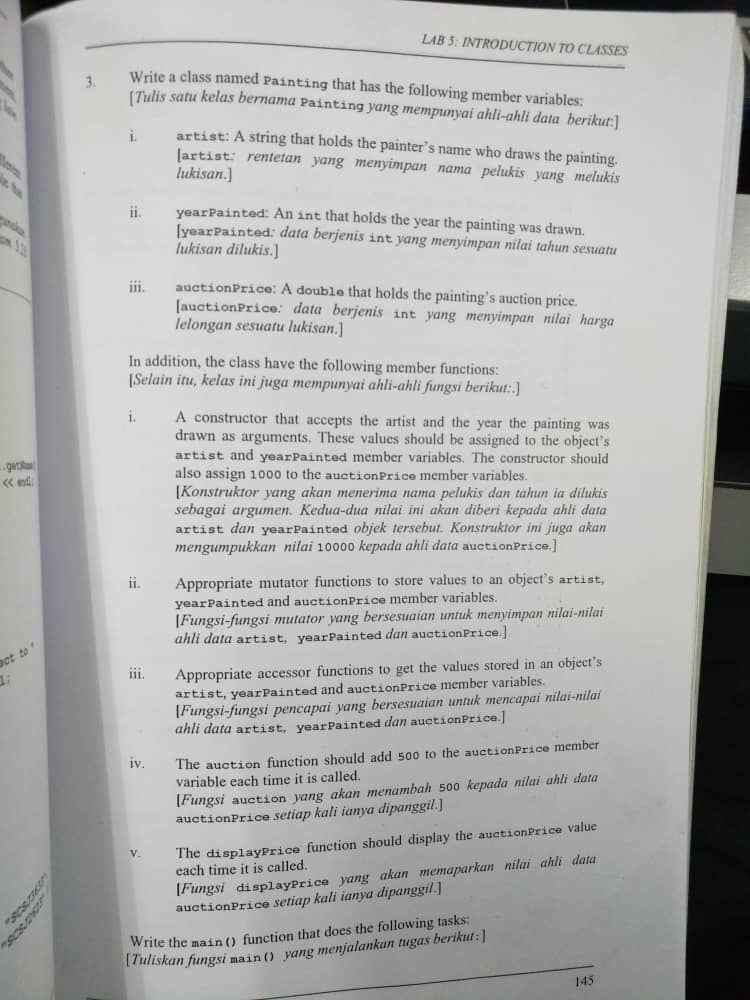 LAB 5: INTRODUCTION TO CLASSES
3. Write a class named Painting that has the following member variables:
[Tulis satu kelas bernama Painting yang mempunyai ahli-ahli data berikut:]
i. artist: A string that holds the painter's name who draws the painting.
[artist: rentetan yang menyimpan nama pelukis yang melukis
lukisan.]
ii. yearPainted: An int that holds the year the painting was drawn.
[yearPainted: data berjenis int yang menyimpan nilai tahun sesuatu
lukisan dilukis.]
iii. auctionPrice: A double that holds the painting's auction price.
[auctionPrice: data berjenis int yang menyimpan nilai harga
lelongan sesuatu lukisan.]
In addition, the class have the following member functions:
[Selain itu, kelas ini juga mempunyai ahli-ahli fungsi berikut:.]
i. A constructor that accepts the artist and the year the painting was
drawn as arguments. These values should be assigned to the object's
artist and yearPainted member variables. The constructor should
also assign 1000 to the auctionPrice member variables.
[Konstruktor yang akan menerima nama pelukis dan tahun ia dilukis
sebagai argumen. Kedua-dua nilai ini akan diberi kepada ahli data
artist dan yearPainted objek tersebut. Konstruktor ini juga akan
mengumpukkan nilai 10000 kepada ahli data auctionPrice.]
ii. Appropriate mutator functions to store values to an object's artist,
yearPainted and auctionPrice member variables.
[Fungsi-fungsi mutator yang bersesuaian untuk menyimpan nilai-nilai
ahli data artist, yearPainted dan auctionPrice.]
iii. Appropriate accessor functions to get the values stored in an object's
artist, yearPainted and auctionPrice member variables.
[Fungsi-fungsi pencapai yang bersesuaian untuk mencapai nilai-nilai
ahli data artist, yearPainted dan auctionPrice.]
iv. The auction function should add 500 to the auctionPrice member
variable each time it is called.
[Fungsi auction yang akan menambah 500 kepada nilai ahli data
auctionPrice setiap kali ianya dipanggil.]
v. The displayPrice function should display the auctionPrice value
each time it is called.
[Fungsi displayPrice yang akan memaparkan nilai ahli data
auctionPrice setiap kali ianya dipanggil.]
Write the main() function that does the following tasks:
[Tuliskan fungsi main() yang menjalankan tugas berikut:]
145
.getName(
<< endl;
ect to "
"SCSJ3633"
"SCSJ2623"